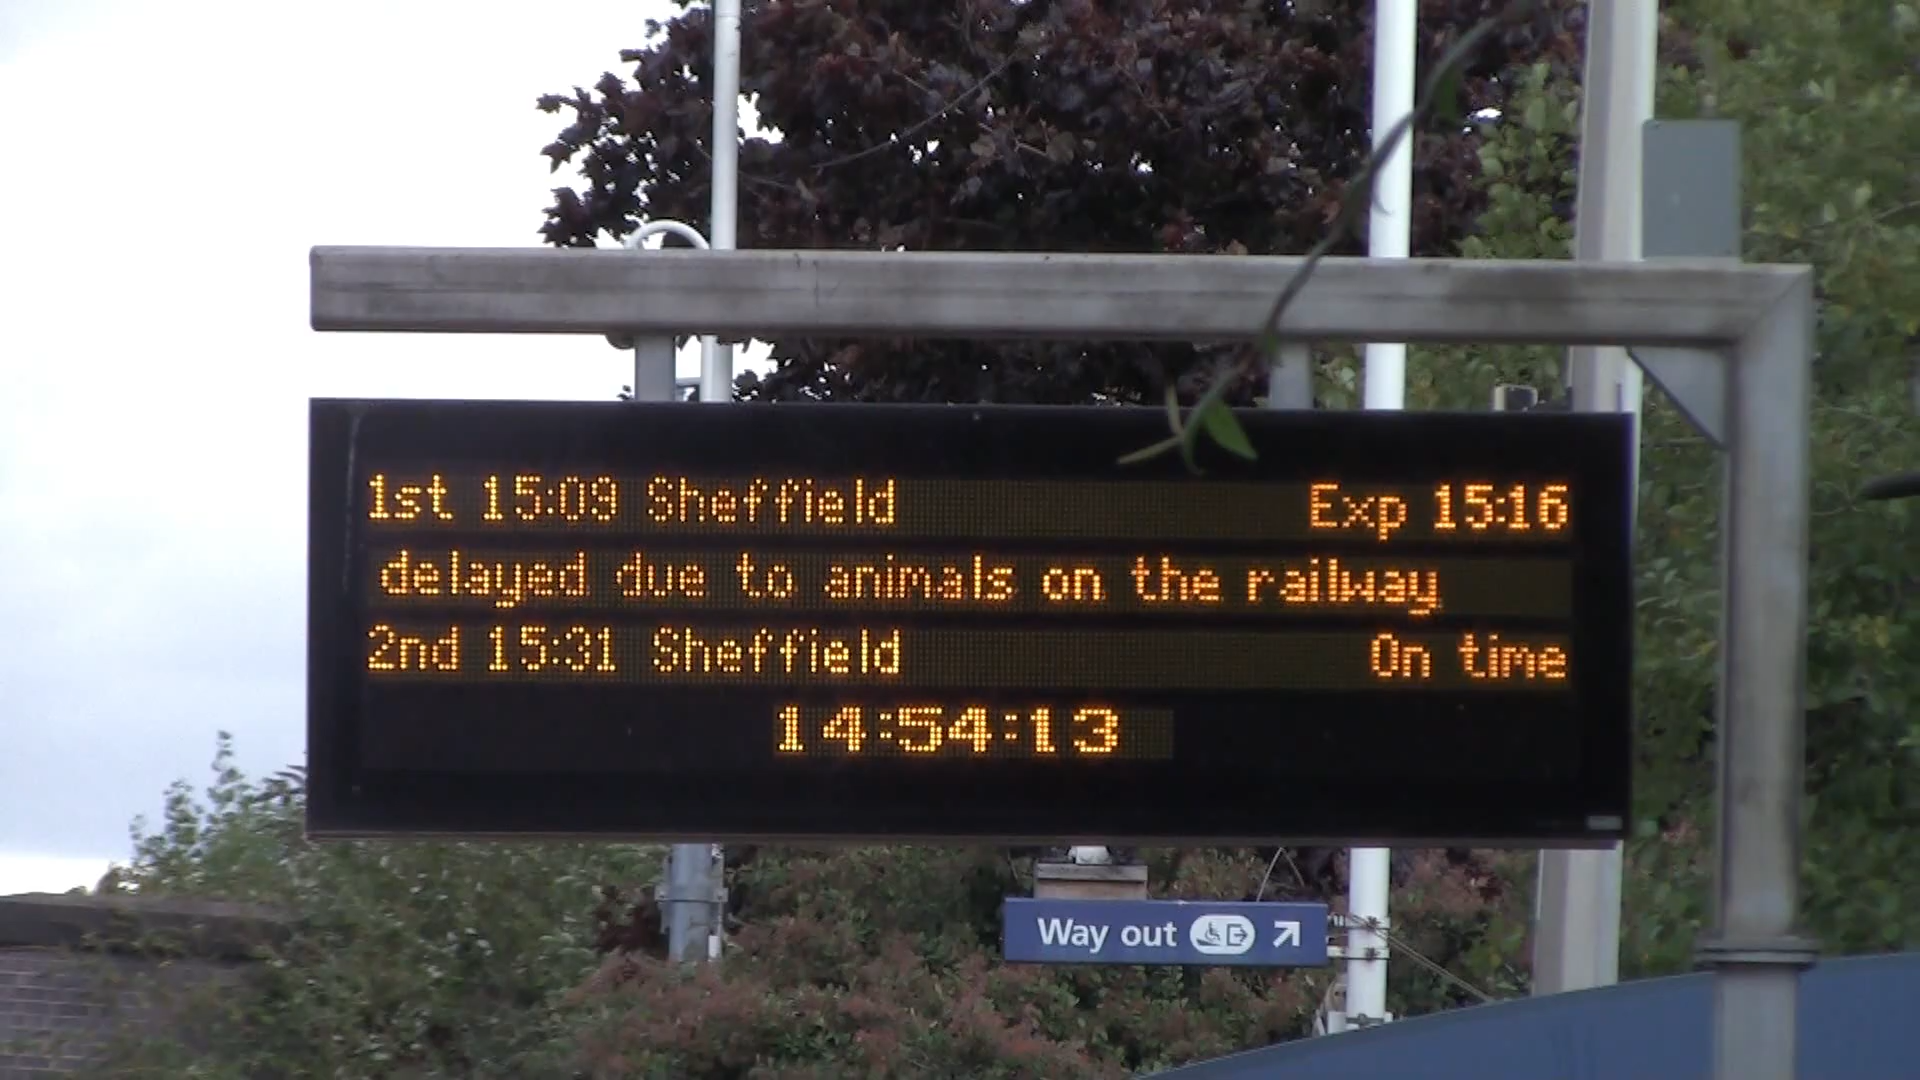 1st 15:09 Sheffield Exp 15:16
delayed due to animals on the railway
2nd 15:31 Sheffield On time
14:54:13
Way out